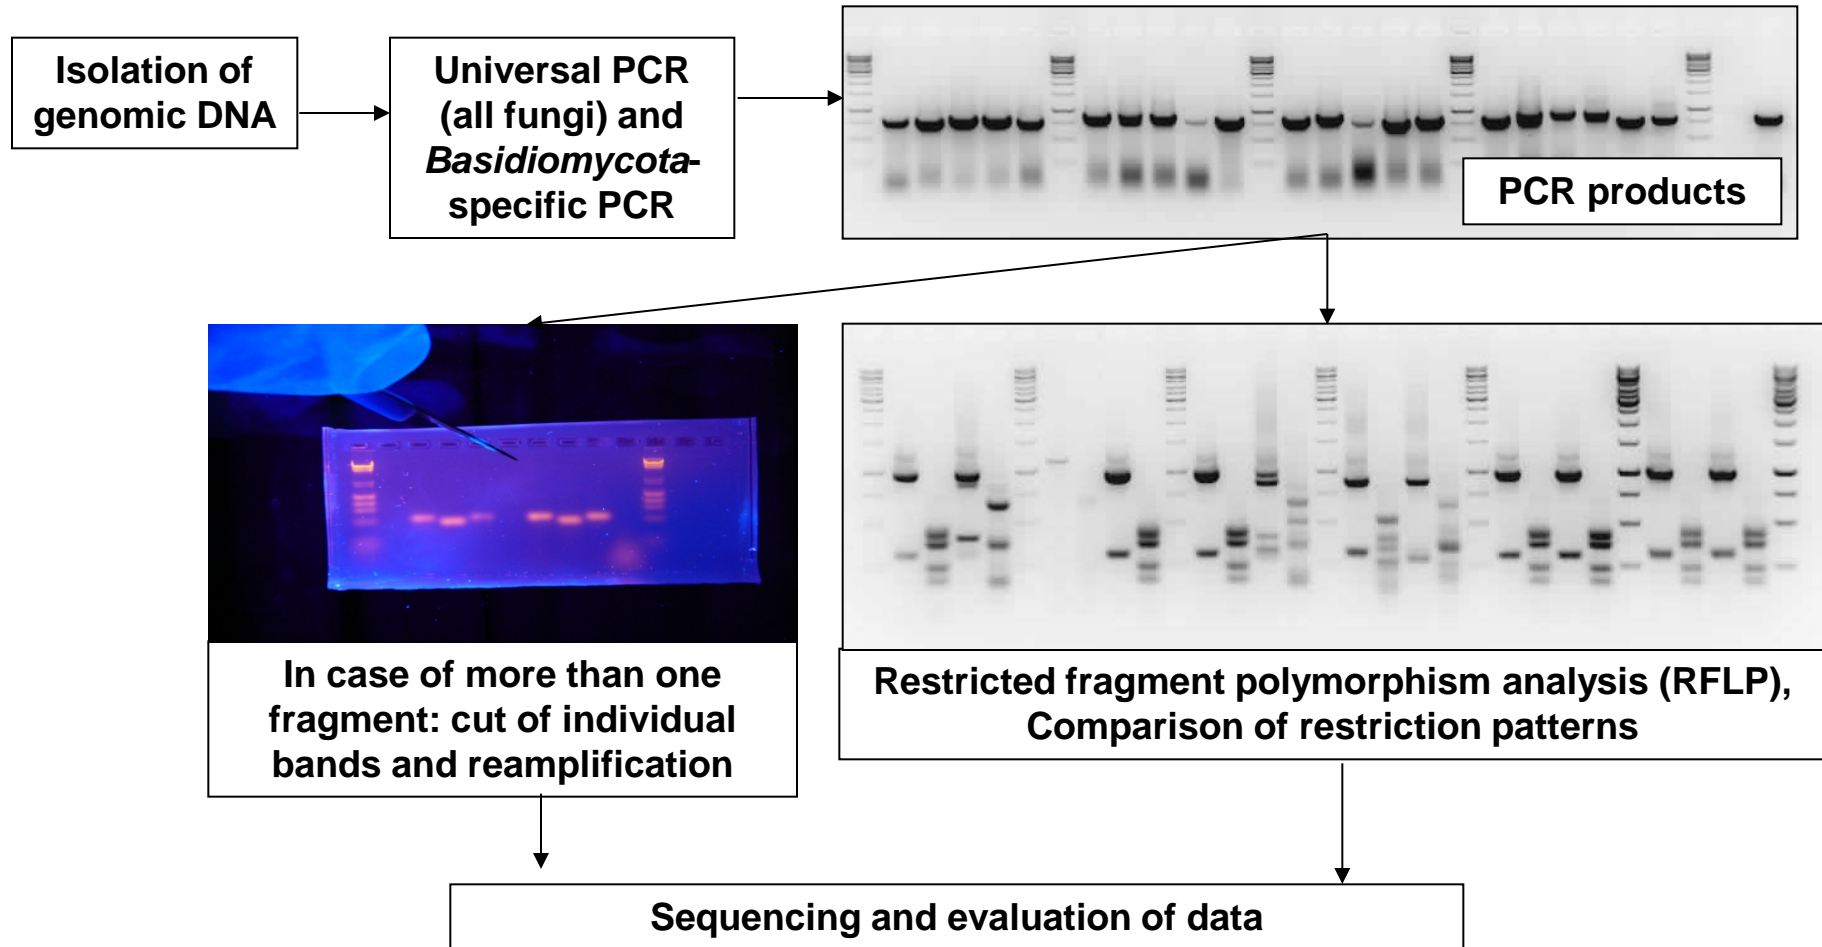 Isolation of
genomic DNA
Universal PCR
(all fungi) and
Basidiomycota-
specific PCR
PCR products
In case of more than one
fragment: cut of individual
bands and reamplification
Restricted fragment polymorphism analysis (RFLP),
Comparison of restriction patterns
Sequencing and evaluation of data